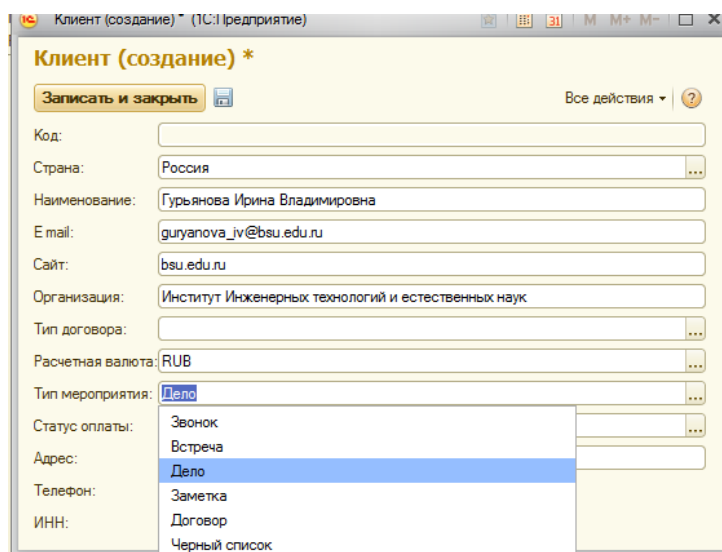 Клиент (создание) * (1С:Предприятие)
31 M M+ M-
Клиент (создание) *
Записать и закрыть
Все действия
?
Код:
Страна: Россия ...
Наименование: Гурьянова Ирина Владимировна
E mail: guryanova_iv@bsu.edu.ru
Сайт: bsu.edu.ru
Организация: Институт Инженерных технологий и естественных наук
Тип договора: ...
Расчетная валюта: RUB ...
Тип мероприятия: Дело ...
Статус оплаты: ...
Звонок
Встреча
Адрес:
Дело
Телефон:
Заметка
ИНН:
Договор
Черный список